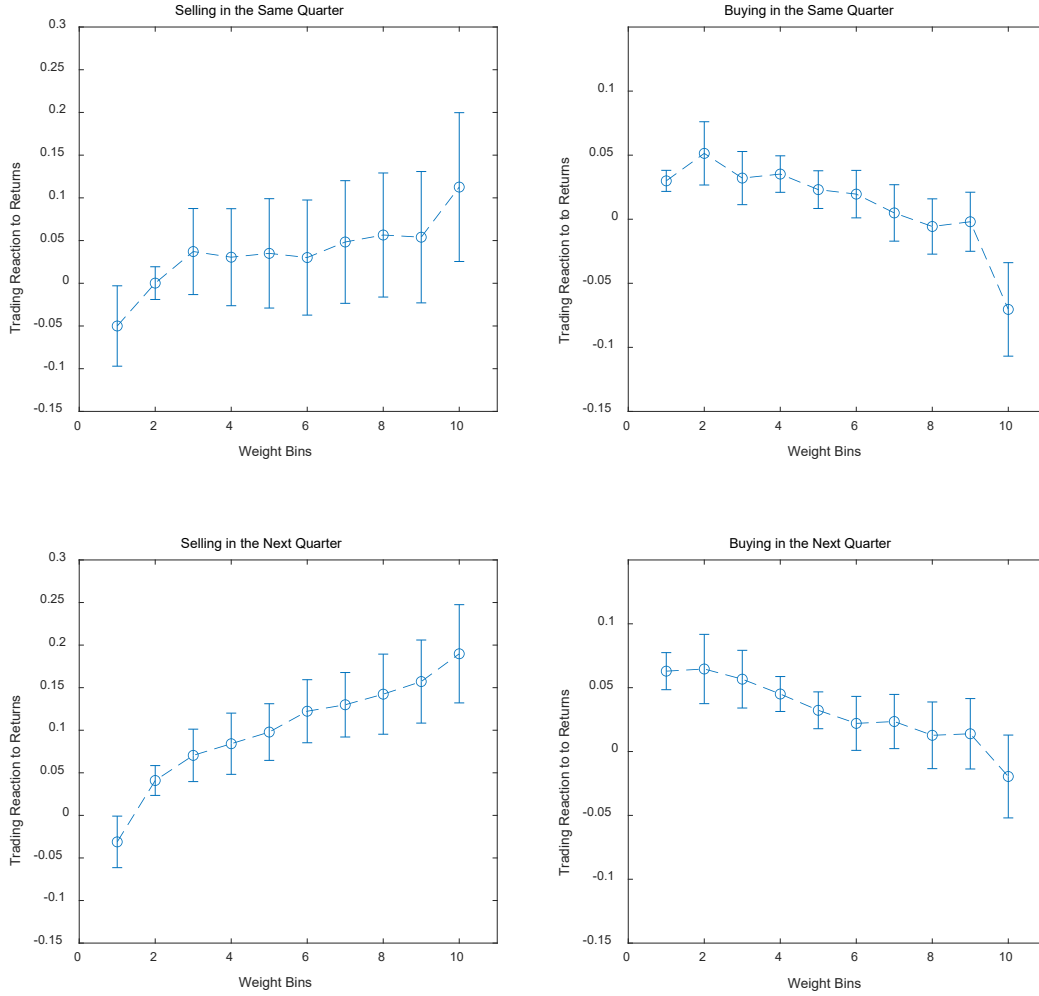 Selling in the Same Quarter
0.3
0.25
0.2
0.15
0.1
0.05
0
-0.05
-0.1
-0.15
0 2 4 6 8 10
Trading Reaction to Returns
Weight Bins
Buying in the Same Quarter
0.1
0.05
0
-0.05
-0.1
-0.15
0 2 4 6 8 10
Trading Reaction to to Returns
Weight Bins
Selling in the Next Quarter
0.3
0.25
0.2
0.15
0.1
0.05
0
-0.05
-0.1
-0.15
0 2 4 6 8 10
Trading Reaction to Returns
Weight Bins
Buying in the Next Quarter
0.1
0.05
0
-0.05
-0.1
-0.15
0 2 4 6 8 10
Trading Reaction to to Returns
Weight Bins